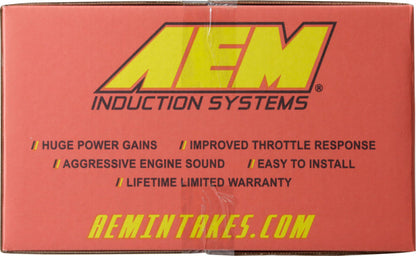 AEM®
INDUCTION SYSTEMS
// HUGE POWER GAINS // IMPROVED THROTTLE RESPONSE
// AGGRESSIVE ENGINE SOUND // EASY TO INSTALL
// LIFETIME LIMITED WARRANTY
AEMINTAKES.COM